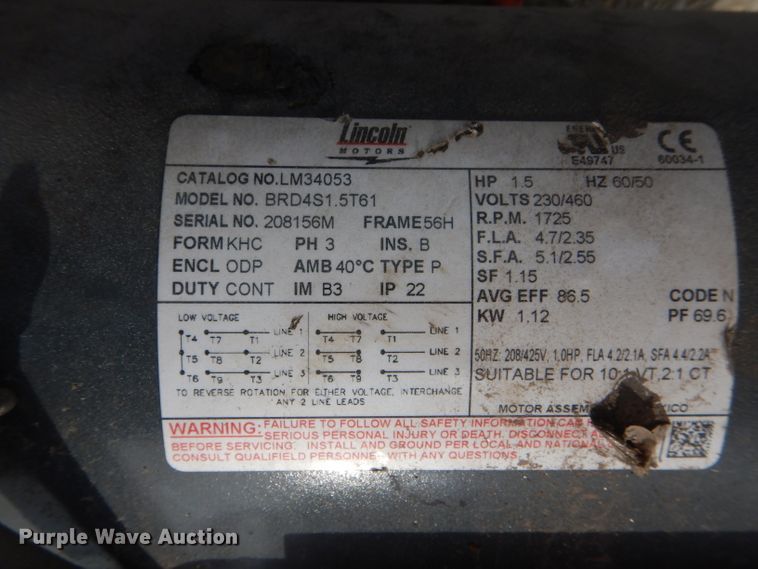 Lincoln
MOTORS
US
E49747
CE
60034-1
CATALOG NO. LM34053
MODEL NO. BRD4S1.5T61
SERIAL NO. 208156M FRAME 56H
FORM KHC PH 3 INS. B
ENCL ODP AMB 40°C TYPE P
DUTY CONT IM B3 IP 22
HP 1.5 HZ 60/50
VOLTS 230/460
R.P.M. 1725
F.L.A. 4.7/2.35
S.F.A. 5.1/2.55
SF 1.15
AVG EFF 86.5 CODE N
KW 1.12 PF 69.6
LOW VOLTAGE HIGH VOLTAGE
LINE 1 LINE 1
T4 T7 T1 T4 T7 T1
LINE 2 LINE 2
T5 T8 T2 T5 T8 T2
LINE 3 LINE 3
T6 T9 T3 T6 T9 T3
TO REVERSE ROTATION FOR EITHER VOLTAGE, INTERCHANGE
ANY 2 LINE LEADS
50HZ: 208/425V, 1.0HP, FLA 4.2/2.1A, SFA 4.4/2.2A
SUITABLE FOR 10:1 VT, 2:1 CT
MOTOR
WARNING: FAILURE TO FOLLOW ALL SAFETY INFORMATION CAN
SERIOUS PERSONAL INJURY OR DEATH. DISCONNECT
BEFORE SERVICING. INSTALL AND GROUND PER LOCAL AND
CONSULT QUALIFIED PERSONNEL WITH ANY QUESTIONS.
Purple Wave Auction